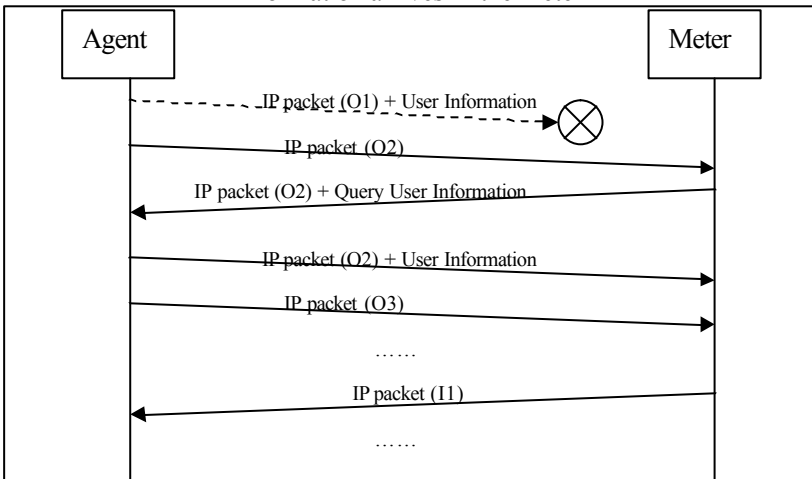 Agent
Meter
IP packet (O1) + User Information
IP packet (O2)
IP packet (O2) + Query User Information
IP packet (O2) + User Information
IP packet (O3)
……
IP packet (I1)
……